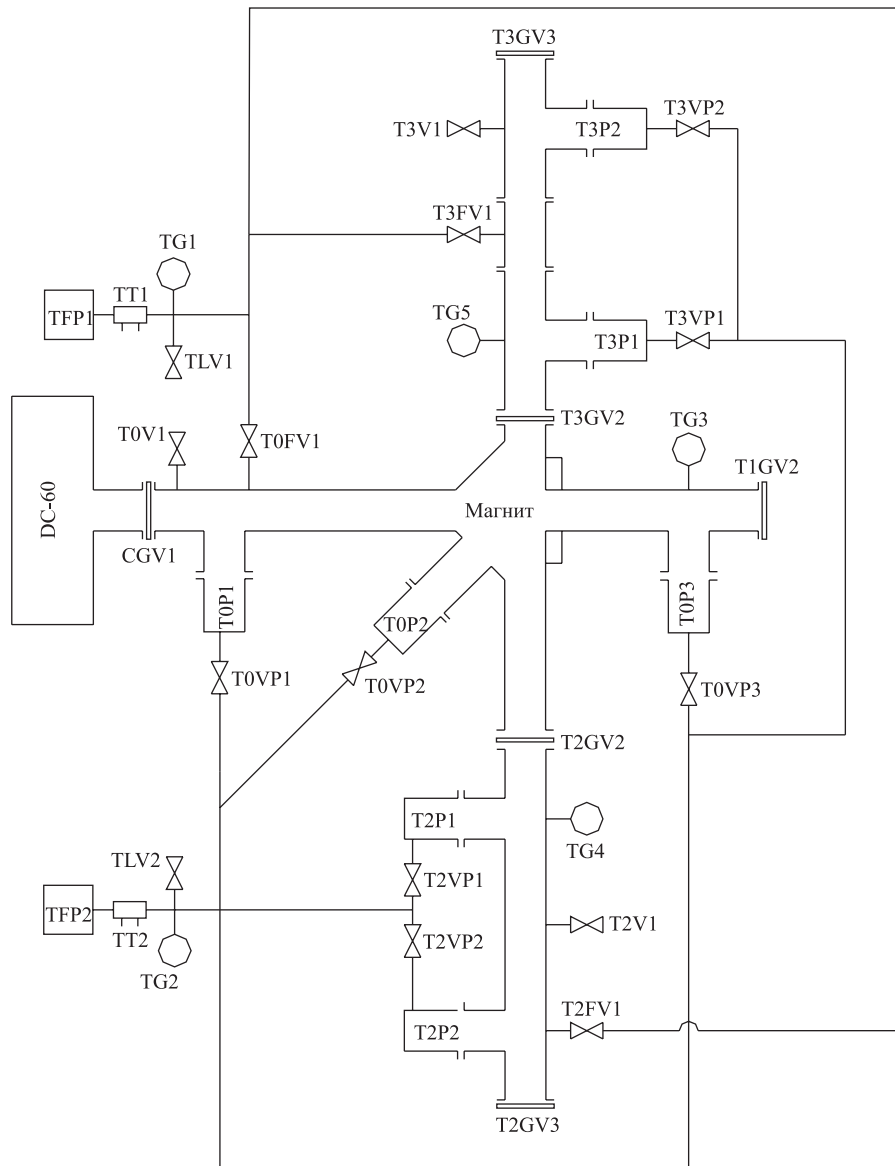 T3GV3
T3V1
T3P2
T3VP2
T3FV1
TG1
TT1
TFP1
TG5
T3P1
T3VP1
TLV1
T3GV2
TG3
T0V1
T0FV1
T1GV2
DC-60
Магнит
CGV1
T0P1
T0P2
T0P3
T0VP1
T0VP2
T0VP3
T2GV2
T2P1
TG4
TLV2
T2VP1
TFP2
TT2
T2V1
T2VP2
TG2
T2FV1
T2P2
T2GV3